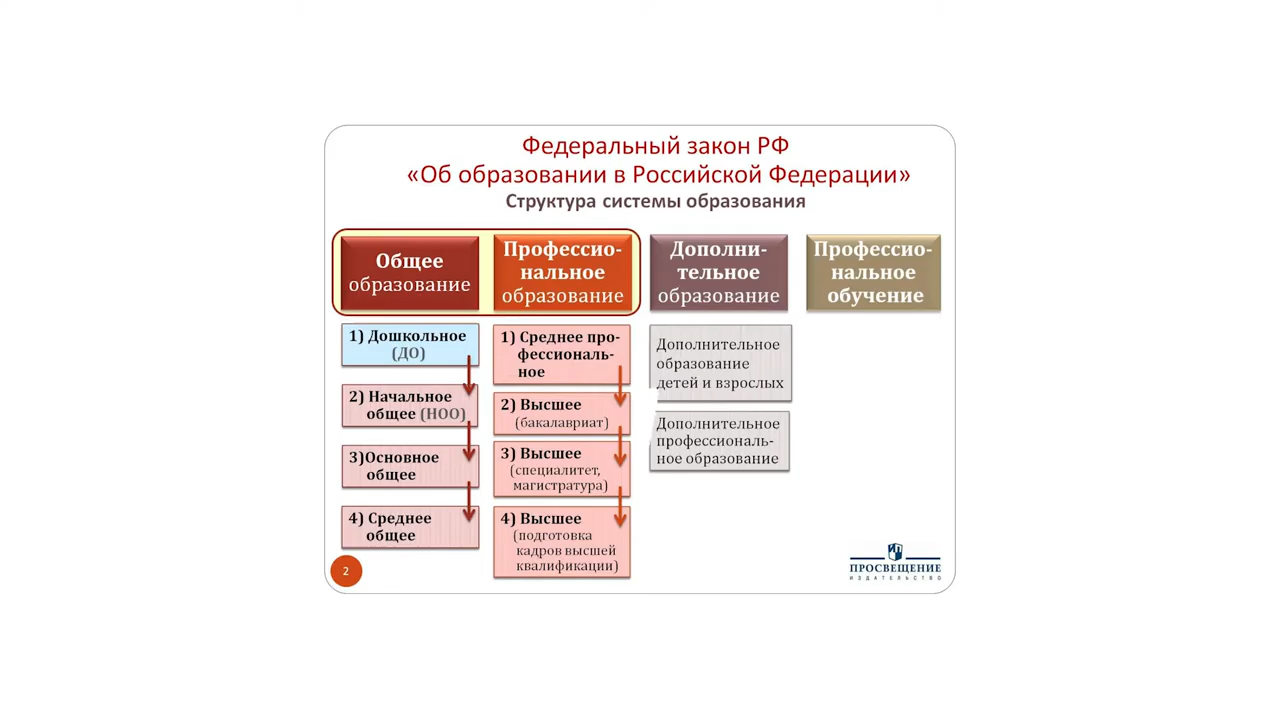 Федеральный закон РФ
«Об образовании в Российской Федерации»
Структура системы образования
Общее
образование
Профессио-
нальное
образование
Дополни-
тельное
образование
Профессио-
нальное
обучение
1) Дошкольное
(ДО)
2) Начальное
общее (НОО)
3)Основное
общее
4) Среднее
общее
1) Среднее про-
фессиональ-
ное
2) Высшее
(бакалавриат)
3) Высшее
(специалитет,
магистратура)
4) Высшее
(подготовка
кадров высшей
квалификации)
Дополнительное
образование
детей и взрослых
Дополнительное
профессиональ-
ное образование
2
ПРОСВЕЩЕНИЕ
ИЗДАТЕЛЬСТВО